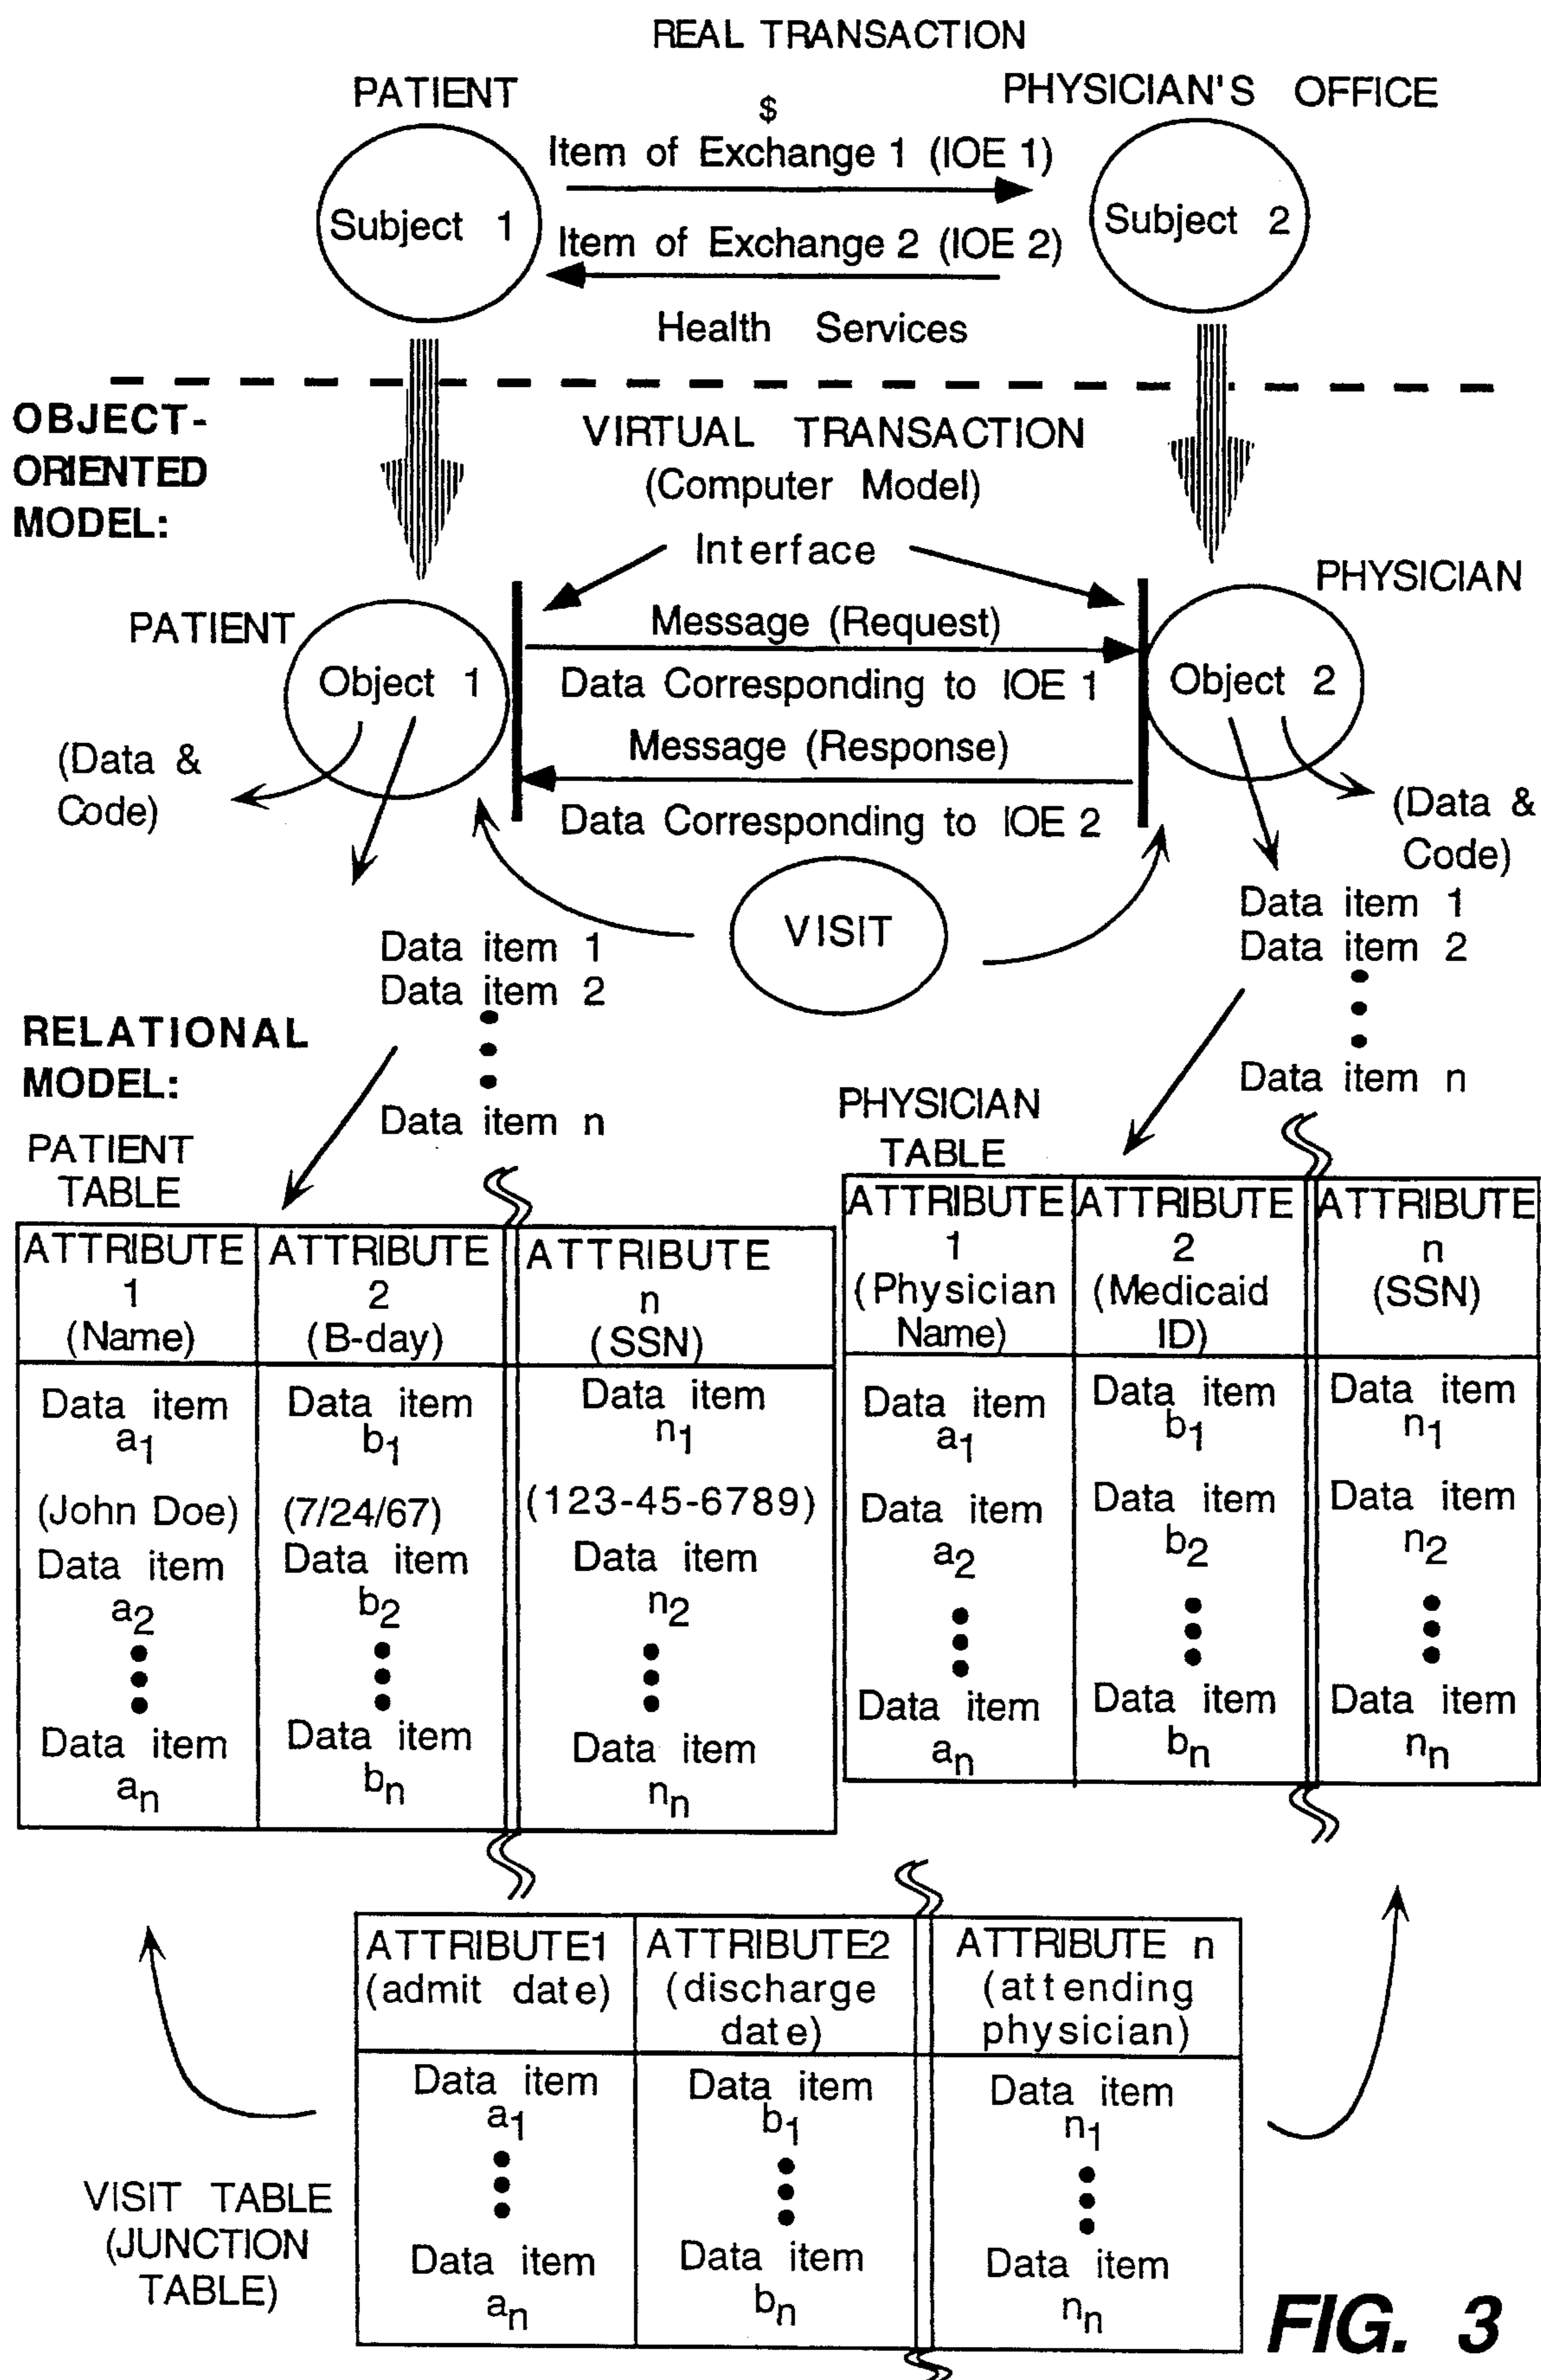 REAL TRANSACTION
PATIENT
$
PHYSICIAN'S OFFICE
Item of Exchange 1 (IOE 1)
Subject 1
Subject 2
Item of Exchange 2 (IOE 2)
Health Services
OBJECT-
ORIENTED
MODEL:
VIRTUAL TRANSACTION
(Computer Model)
Interface
PATIENT
PHYSICIAN
Message (Request)
Object 1
Data Corresponding to IOE 1
Object 2
Message (Response)
(Data &
Code)
Data Corresponding to IOE 2
(Data &
Code)
VISIT
Data item 1
Data item 2
Data item n
Data item 1
Data item 2
Data item n
RELATIONAL
MODEL:
PATIENT
TABLE
ATTRIBUTE
1
(Name)
ATTRIBUTE
2
(B-day)
ATTRIBUTE
n
(SSN)
Data item
a1
(John Doe)
Data item
a2
Data item
an
Data item
b1
(7/24/67)
Data item
b2
Data item
bn
Data item
n1
(123-45-6789)
Data item
n2
Data item
nn
PHYSICIAN
TABLE
ATTRIBUTE
1
(Physician
Name)
ATTRIBUTE
2
(Medicaid
ID)
ATTRIBUTE
n
(SSN)
Data item
a1
Data item
a2
Data item
an
Data item
b1
Data item
b2
Data item
bn
Data item
n1
Data item
n2
Data item
nn
VISIT TABLE
(JUNCTION
TABLE)
ATTRIBUTE1
(admit date)
ATTRIBUTE2
(discharge
date)
ATTRIBUTE n
(attending
physician)
Data item
a1
Data item
an
Data item
b1
Data item
bn
Data item
n1
Data item
nn
FIG. 3